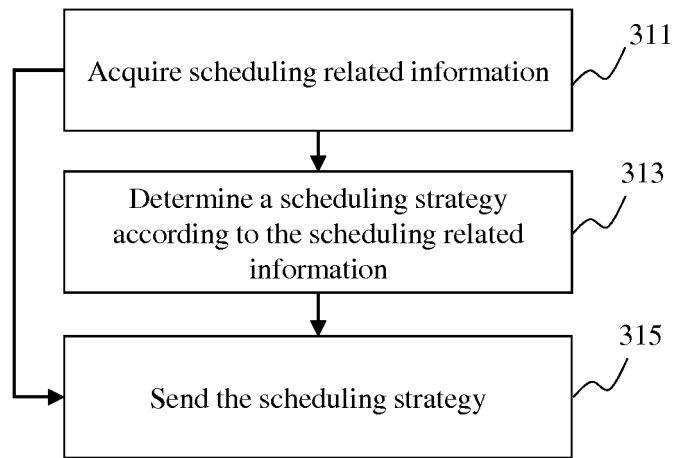 311
Acquire scheduling related information
313
Determine a scheduling strategy
according to the scheduling related
information
315
Send the scheduling strategy